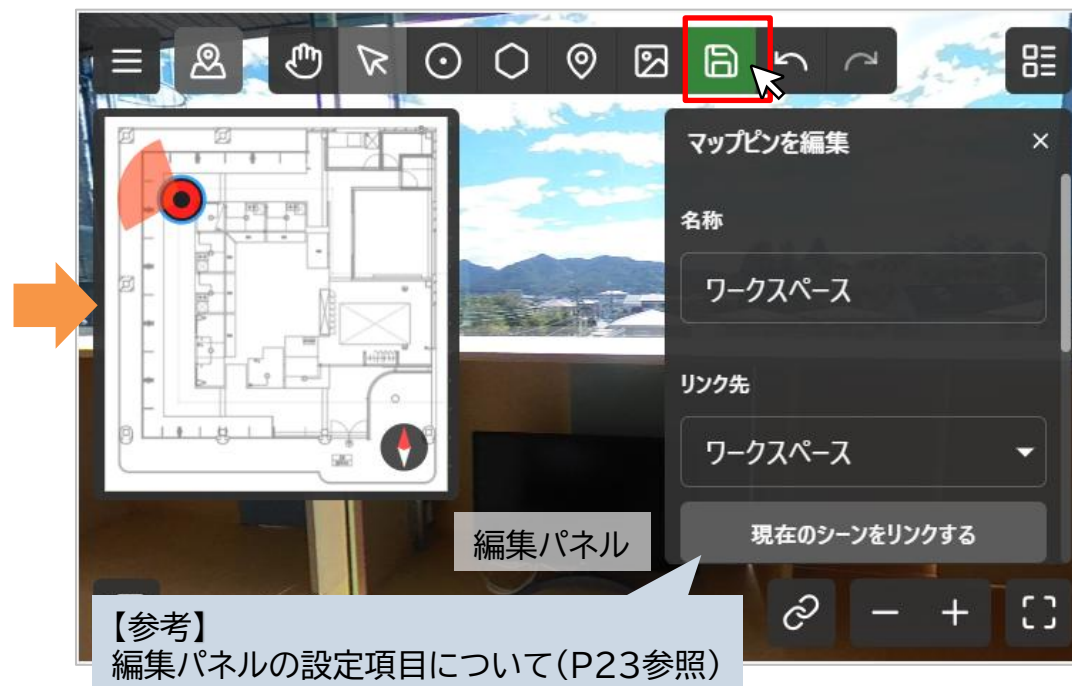 マップピンを編集
名称
ワークスペース
リンク先
ワークスペース
現在のシーンをリンクする
編集パネル
【参考】
編集パネルの設定項目について(P23参照)